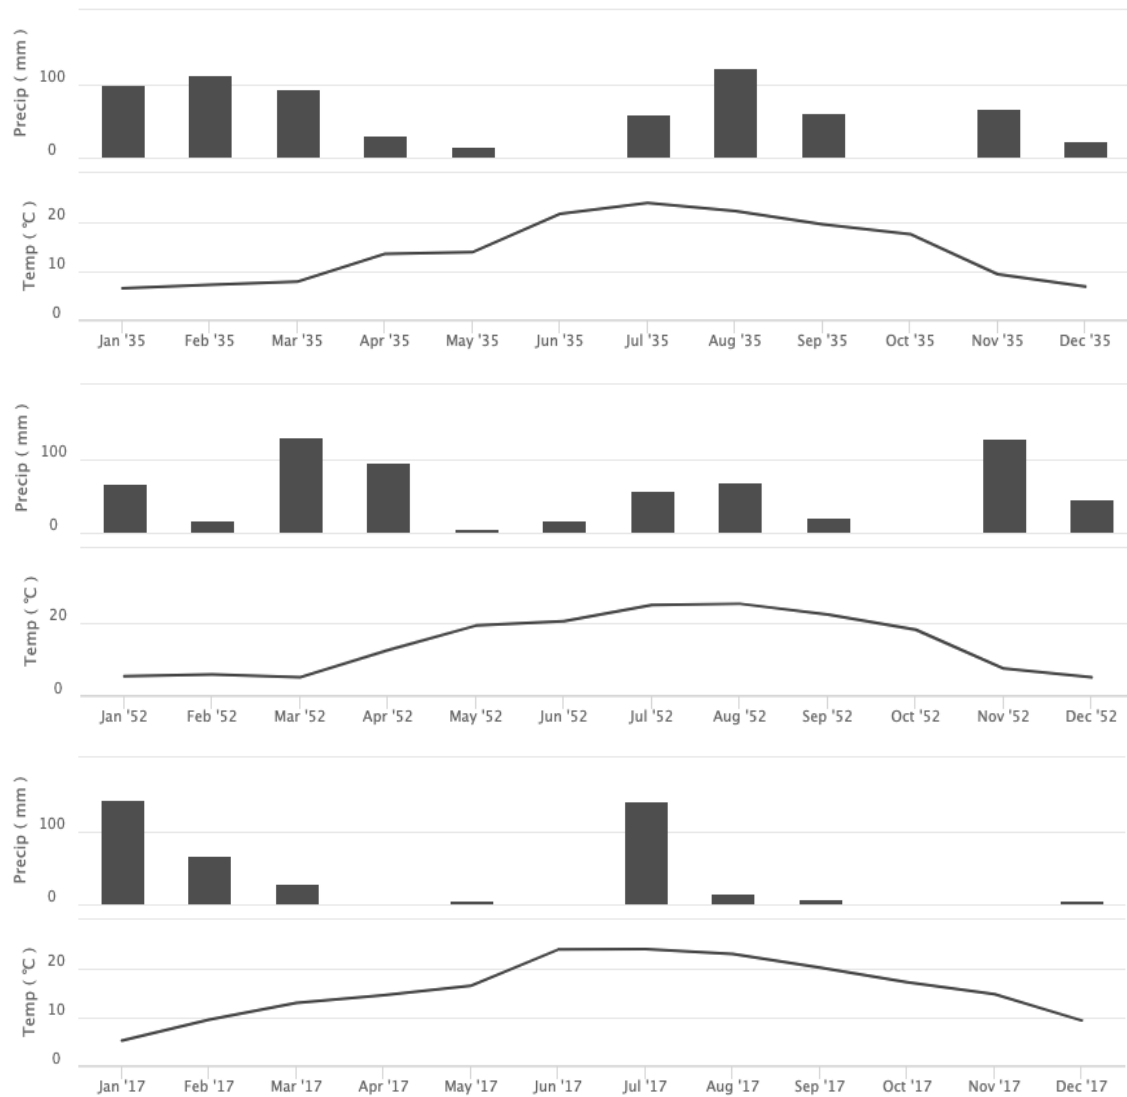 Precip ( mm )
100
0
Temp ( °C )
20
10
0
Jan '35 Feb '35 Mar '35 Apr '35 May '35 Jun '35 Jul '35 Aug '35 Sep '35 Oct '35 Nov '35 Dec '35
Precip ( mm )
100
0
Temp ( °C )
20
0
Jan '52 Feb '52 Mar '52 Apr '52 May '52 Jun '52 Jul '52 Aug '52 Sep '52 Oct '52 Nov '52 Dec '52
Precip ( mm )
100
0
Temp ( °C )
20
10
0
Jan '17 Feb '17 Mar '17 Apr '17 May '17 Jun '17 Jul '17 Aug '17 Sep '17 Oct '17 Nov '17 Dec '17